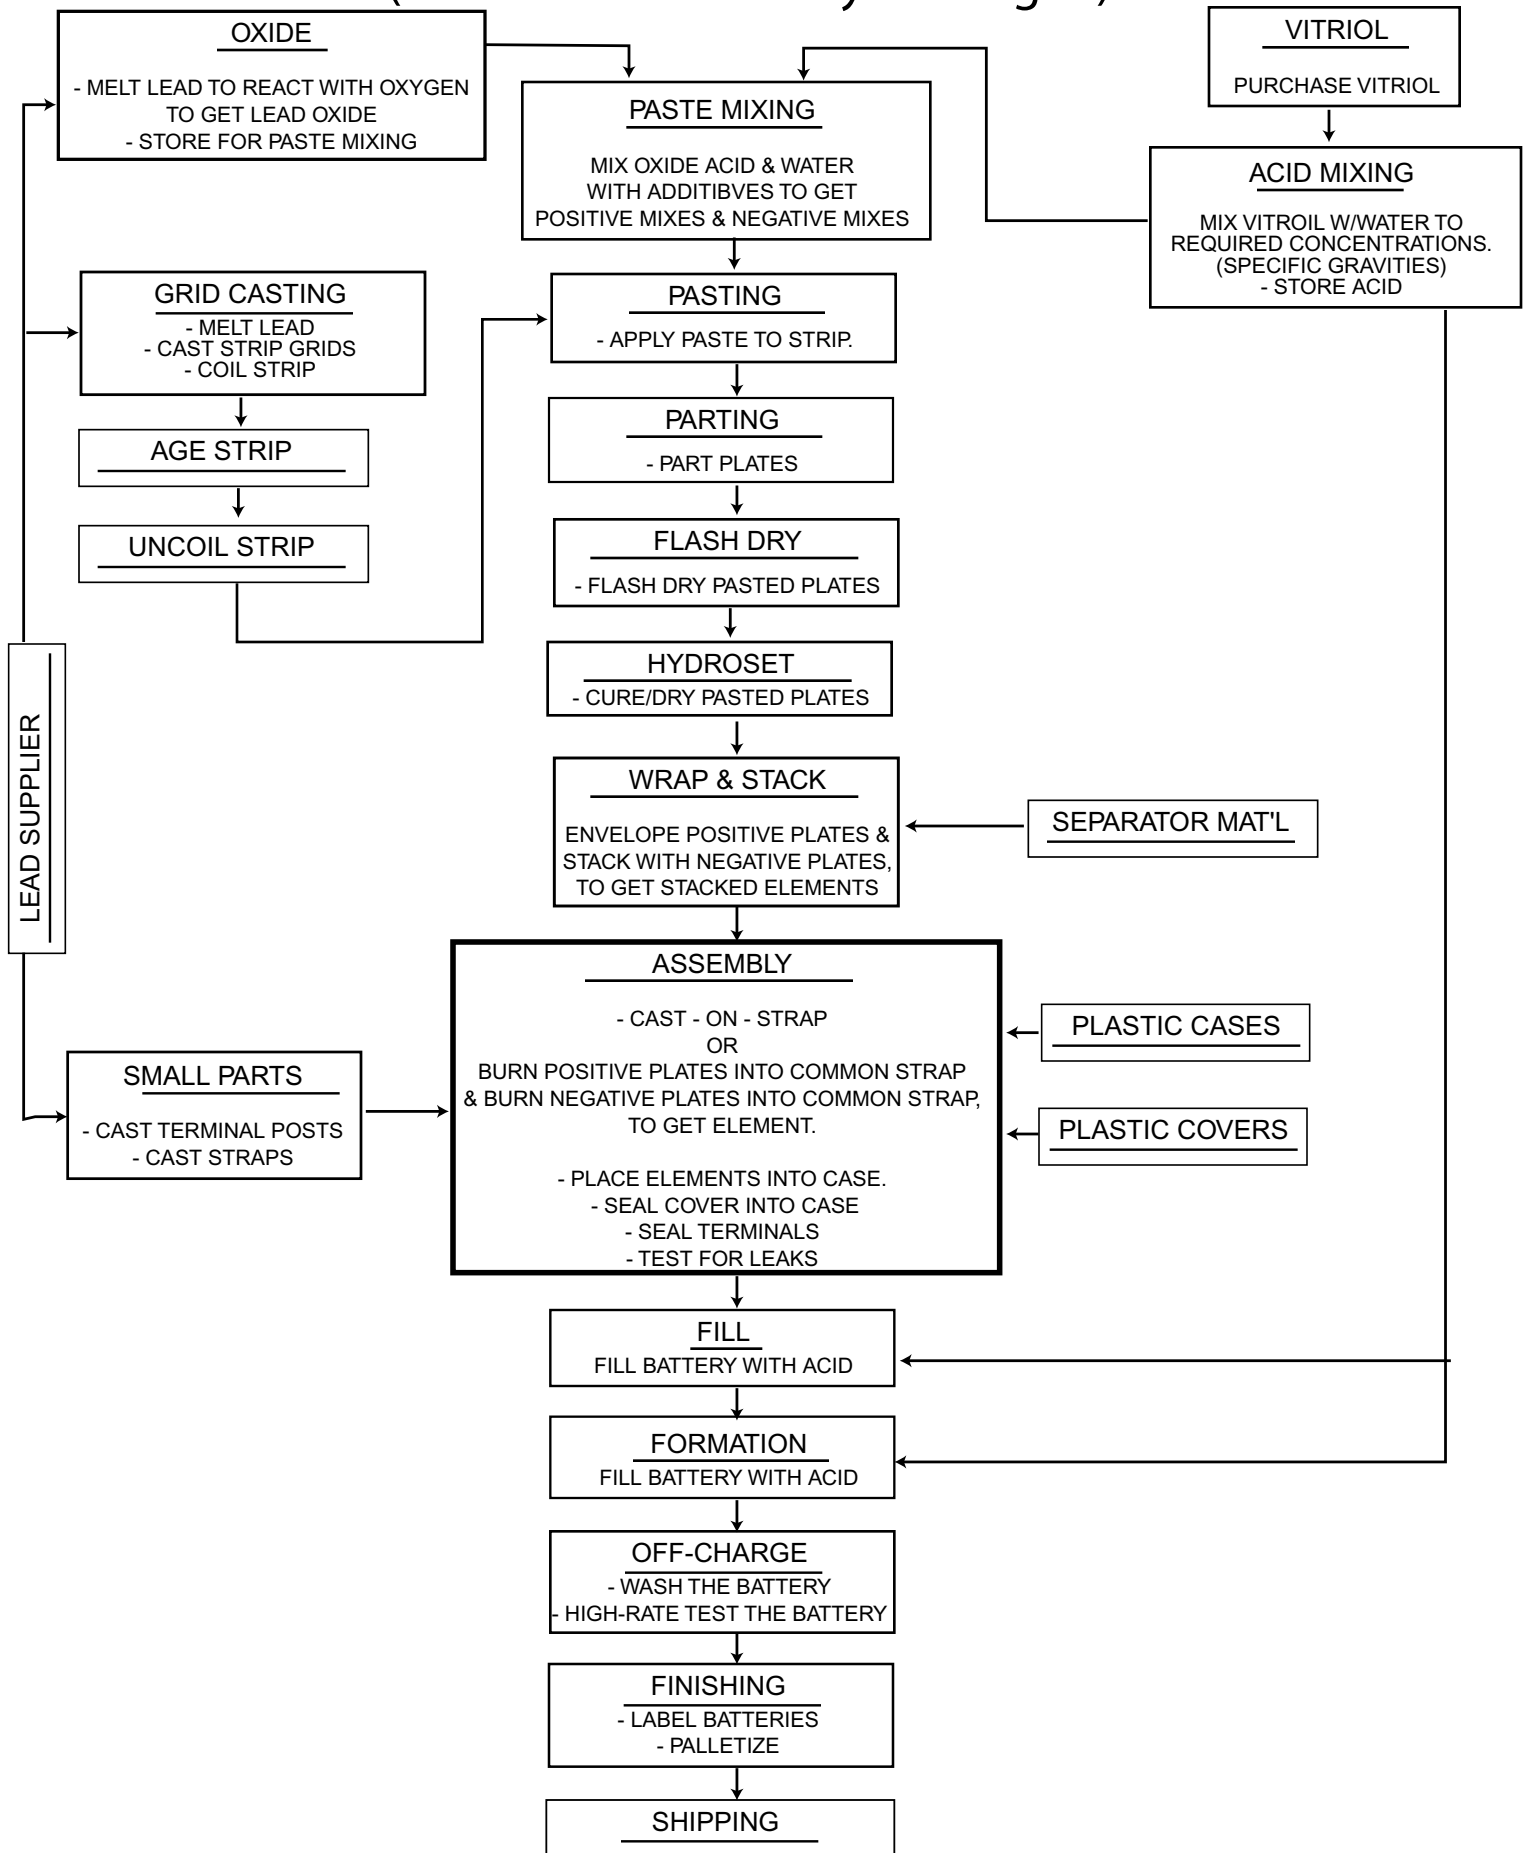 OXIDE
- MELT LEAD TO REACT WITH OXYGEN
TO GET LEAD OXIDE
- STORE FOR PASTE MIXING
PASTE MIXING
MIX OXIDE ACID & WATER
WITH ADDITIBVES TO GET
POSITIVE MIXES & NEGATIVE MIXES
VITRIOL
PURCHASE VITRIOL
ACID MIXING
MIX VITROIL W/WATER TO
REQUIRED CONCENTRATIONS.
(SPECIFIC GRAVITIES)
- STORE ACID
GRID CASTING
- MELT LEAD
- CAST STRIP GRIDS
- COIL STRIP
AGE STRIP
UNCOIL STRIP
PASTING
- APPLY PASTE TO STRIP.
PARTING
- PART PLATES
FLASH DRY
- FLASH DRY PASTED PLATES
HYDROSET
- CURE/DRY PASTED PLATES
LEAD SUPPLIER
WRAP & STACK
ENVELOPE POSITIVE PLATES &
STACK WITH NEGATIVE PLATES,
TO GET STACKED ELEMENTS
SEPARATOR MAT'L
ASSEMBLY
- CAST - ON - STRAP
OR
BURN POSITIVE PLATES INTO COMMON STRAP
& BURN NEGATIVE PLATES INTO COMMON STRAP,
TO GET ELEMENT.
- PLACE ELEMENTS INTO CASE.
- SEAL COVER INTO CASE
- SEAL TERMINALS
- TEST FOR LEAKS
PLASTIC CASES
PLASTIC COVERS
SMALL PARTS
- CAST TERMINAL POSTS
- CAST STRAPS
FILL
FILL BATTERY WITH ACID
FORMATION
FILL BATTERY WITH ACID
OFF-CHARGE
- WASH THE BATTERY
- HIGH-RATE TEST THE BATTERY
FINISHING
- LABEL BATTERIES
- PALLETIZE
SHIPPING